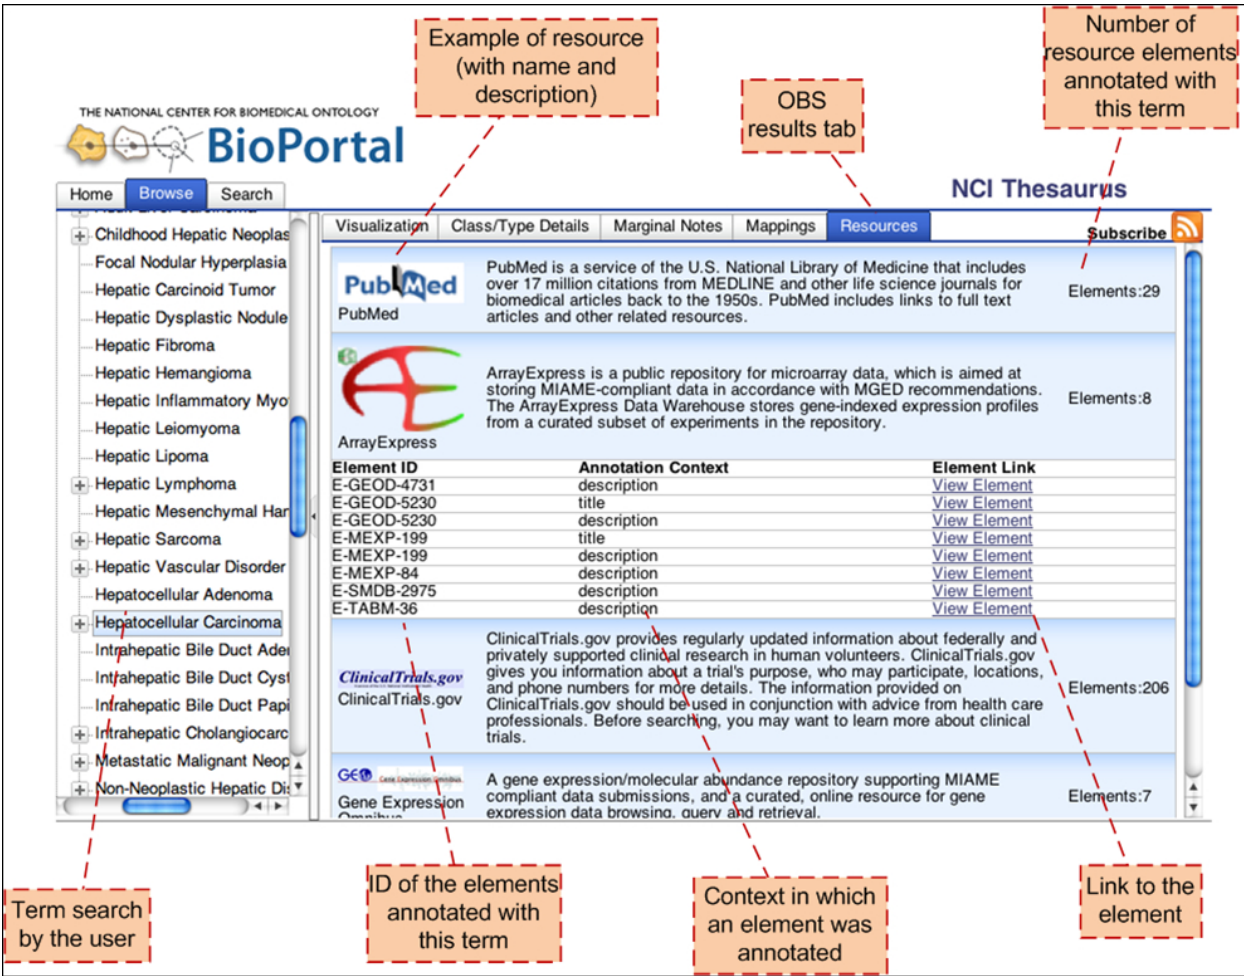 Example of resource
(with name and
description)
OBS
results tab
Number of
resource elements
annotated with
this term
THE NATIONAL CENTER FOR BIOMEDICAL ONTOLOGY
BioPortal
Home
Browse
Search
NCI Thesaurus
Subscribe
Visualization
Class/Type Details
Marginal Notes
Mappings
Resources
Childhood Hepatic Neoplas
Focal Nodular Hyperplasia
Hepatic Carcinoid Tumor
Hepatic Dysplastic Nodule
Hepatic Fibroma
Hepatic Hemangioma
Hepatic Inflammatory Myo
Hepatic Leiomyoma
Hepatic Lipoma
Hepatic Lymphoma
Hepatic Mesenchymal Har
Hepatic Sarcoma
Hepatic Vascular Disorder
Hepatocellular Adenoma
Hepatocellular Carcinoma
Intrahepatic Bile Duct Ader
Intrahepatic Bile Duct Cyst
Intrahepatic Bile Duct Papi
Intrahepatic Cholangiocarc
Metastatic Malignant Neop
Non-Neoplastic Hepatic Di
PubMed
PubMed
PubMed is a service of the U.S. National Library of Medicine that includes
over 17 million citations from MEDLINE and other life science journals for
biomedical articles back to the 1950s. PubMed includes links to full text
articles and other related resources.
Elements:29
ArrayExpress
ArrayExpress is a public repository for microarray data, which is aimed at
storing MIAME-compliant data in accordance with MGED recommendations.
The ArrayExpress Data Warehouse stores gene-indexed expression profiles
from a curated subset of experiments in the repository.
Elements:8
Element ID Annotation Context Element Link
E-GEOD-4731 description View Element
E-GEOD-5230 title View Element
E-GEOD-5230 description View Element
E-MEXP-199 title View Element
E-MEXP-199 description View Element
E-MEXP-84 description View Element
E-SMDB-2975 description View Element
E-TABM-36 description View Element
ClinicalTrials.gov
ClinicalTrials.gov
ClinicalTrials.gov provides regularly updated information about federally and
privately supported clinical research in human volunteers. ClinicalTrials.gov
gives you information about a trial's purpose, who may participate, locations,
and phone numbers for more details. The information provided on
ClinicalTrials.gov should be used in conjunction with advice from health care
professionals. Before searching, you may want to learn more about clinical
trials.
Elements:206
GEO Gene Expression Omnibus
Gene Expression
Omnibus
A gene expression/molecular abundance repository supporting MIAME
compliant data submissions, and a curated, online resource for gene
expression data browsing, query and retrieval.
Elements:7
Term search
by the user
ID of the elements
annotated with
this term
Context in which
an element was
annotated
Link to the
element